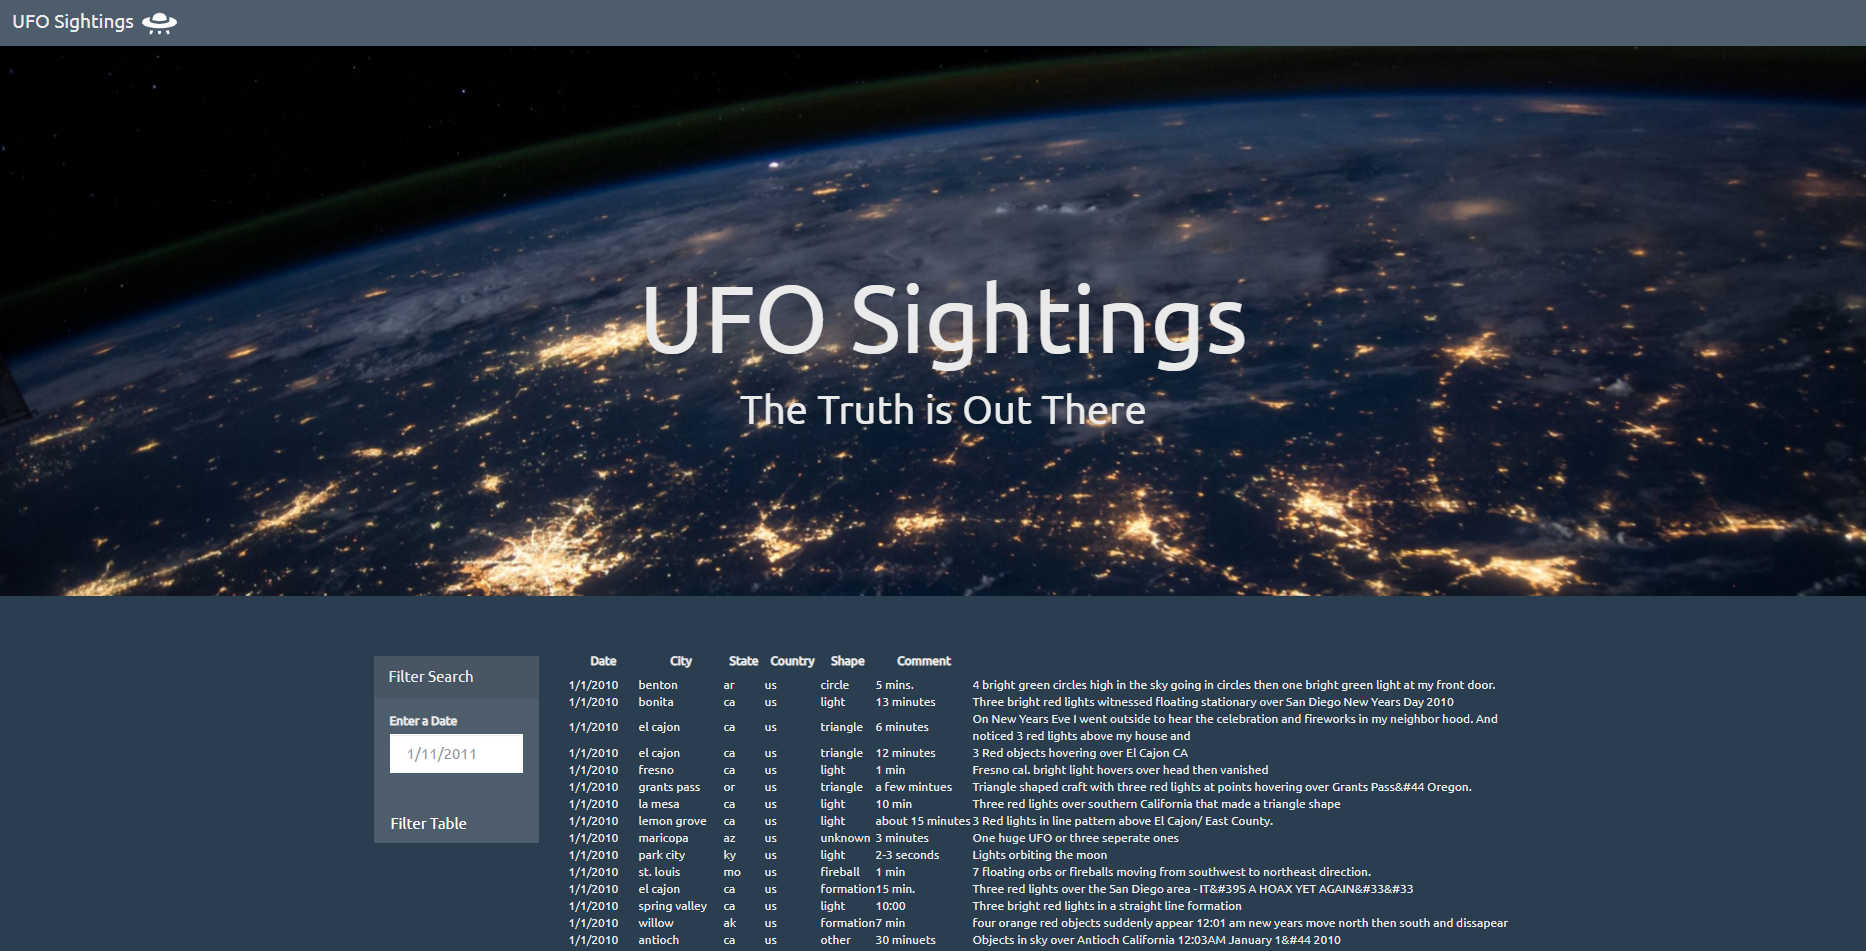 UFO Sightings
UFO Sightings
The Truth is Out There
Filter Search
Enter a Date
1/11/2011
Filter Table
Date City State Country Shape Comment
1/1/2010 benton ar us circle 5 mins. 4 bright green circles high in the sky going in circles then one bright green light at my front door.
1/1/2010 bonita ca us light 13 minutes Three bright red lights witnessed floating stationary over San Diego New Years Day 2010
1/1/2010 el cajon ca us triangle 6 minutes On New Years Eve I went outside to hear the celebration and fireworks in my neighbor hood. And
noticed 3 red lights above my house and
1/1/2010 el cajon ca us triangle 12 minutes 3 Red objects hovering over El Cajon CA
1/1/2010 fresno ca us light 1 min Fresno cal. bright light hovers over head then vanished
1/1/2010 grants pass or us triangle a few mintues Triangle shaped craft with three red lights at points hovering over Grants Pass&#44 Oregon.
1/1/2010 la mesa ca us light 10 min Three red lights over southern California that made a triangle shape
1/1/2010 lemon grove ca us light about 15 minutes 3 Red lights in line pattern above El Cajon/ East County.
1/1/2010 maricopa az us unknown 3 minutes One huge UFO or three seperate ones
1/1/2010 park city ky us light 2-3 seconds Lights orbiting the moon
1/1/2010 st. louis mo us fireball 1 min 7 floating orbs or fireballs moving from southwest to northeast direction.
1/1/2010 el cajon ca us formation 15 min. Three red lights over the San Diego area - IT&#39S A HOAX YET AGAIN&#33&#33
1/1/2010 spring valley ca us light 10:00 Three bright red lights in a straight line formation
1/1/2010 willow ak us formation 7 min four orange red objects suddenly appear 12:01 am new years move north then south and dissapear
1/1/2010 antioch ca us other 30 minuets Objects in sky over Antioch California 12:03AM January 1&#44 2010